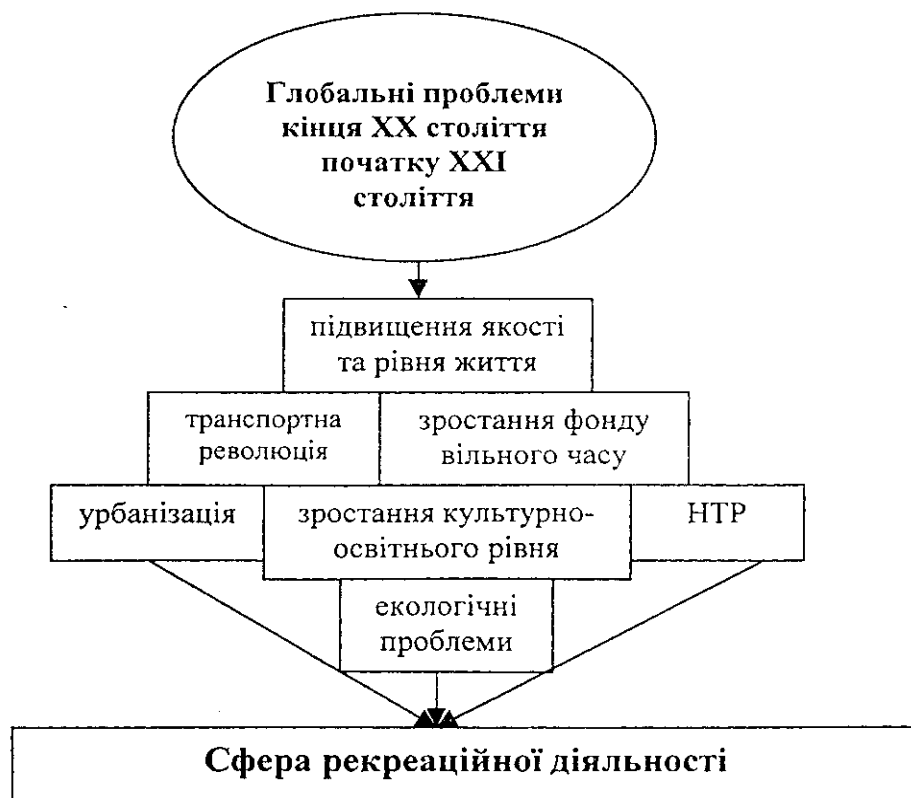 Глобальні проблеми
кінця XX століття
початку XXI
століття
підвищення якості
та рівня життя
транспортна
революція
зростання фонду
вільного часу
урбанізація
зростання культурно-
освітнього рівня
НТР
екологічні
проблеми
Сфера рекреаційної діяльності